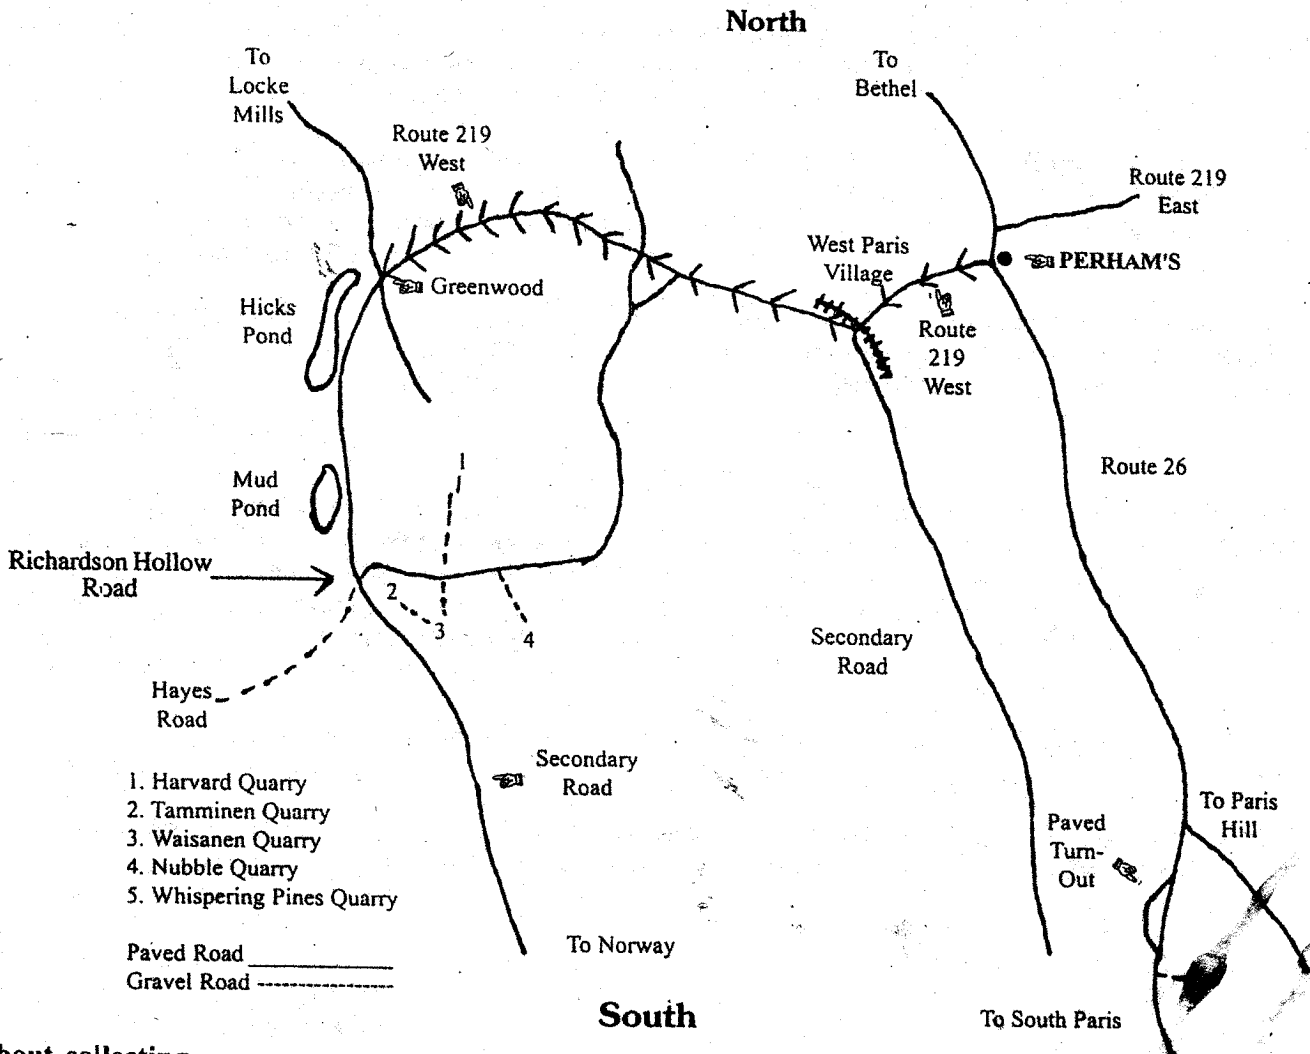 North
To
Locke
Mills
To
Bethel
Route 219
West
Route 219
East
West Paris
Village
PERHAM'S
Greenwood
Hicks
Pond
Route
219
West
1
Route 26
Mud
Pond
Richardson Hollow
Road
2
3
4
Secondary
Road
Hayes
Road
Secondary
Road
1. Harvard Quarry
2. Tamminen Quarry
3. Waisanen Quarry
4. Nubble Quarry
5. Whispering Pines Quarry
To Paris
Hill
Paved
Turn-
Out
Paved Road
Gravel Road
To Norway
South
To South Paris